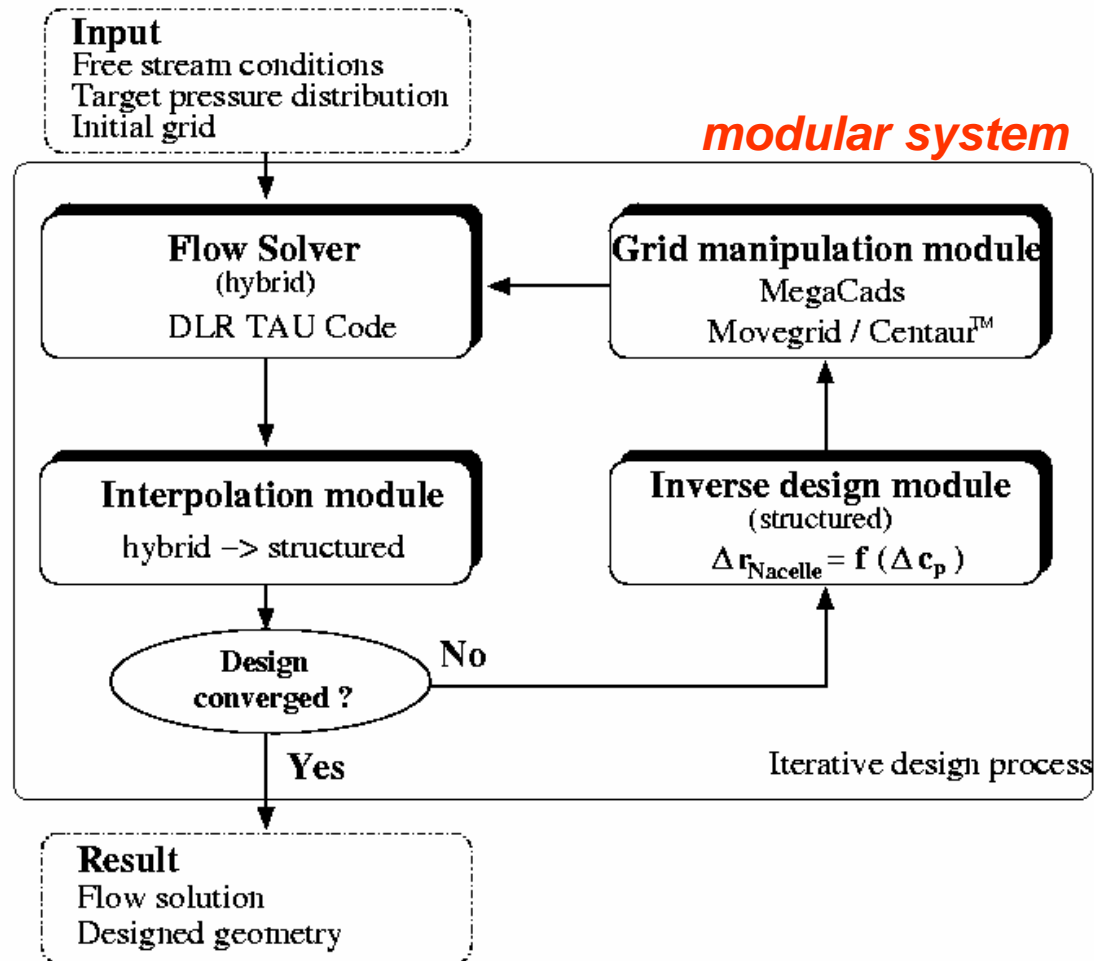 Input
Free stream conditions
Target pressure distribution
Initial grid
modular system
Flow Solver
(hybrid)
DLR TAU Code
Grid manipulation module
MegaCads
Movegrid / Centaur™
Interpolation module
hybrid −> structured
Inverse design module
(structured)
Δ r_Nacelle = f ( Δ c_p )
Design
converged ?
No
Yes
Iterative design process
Result
Flow solution
Designed geometry